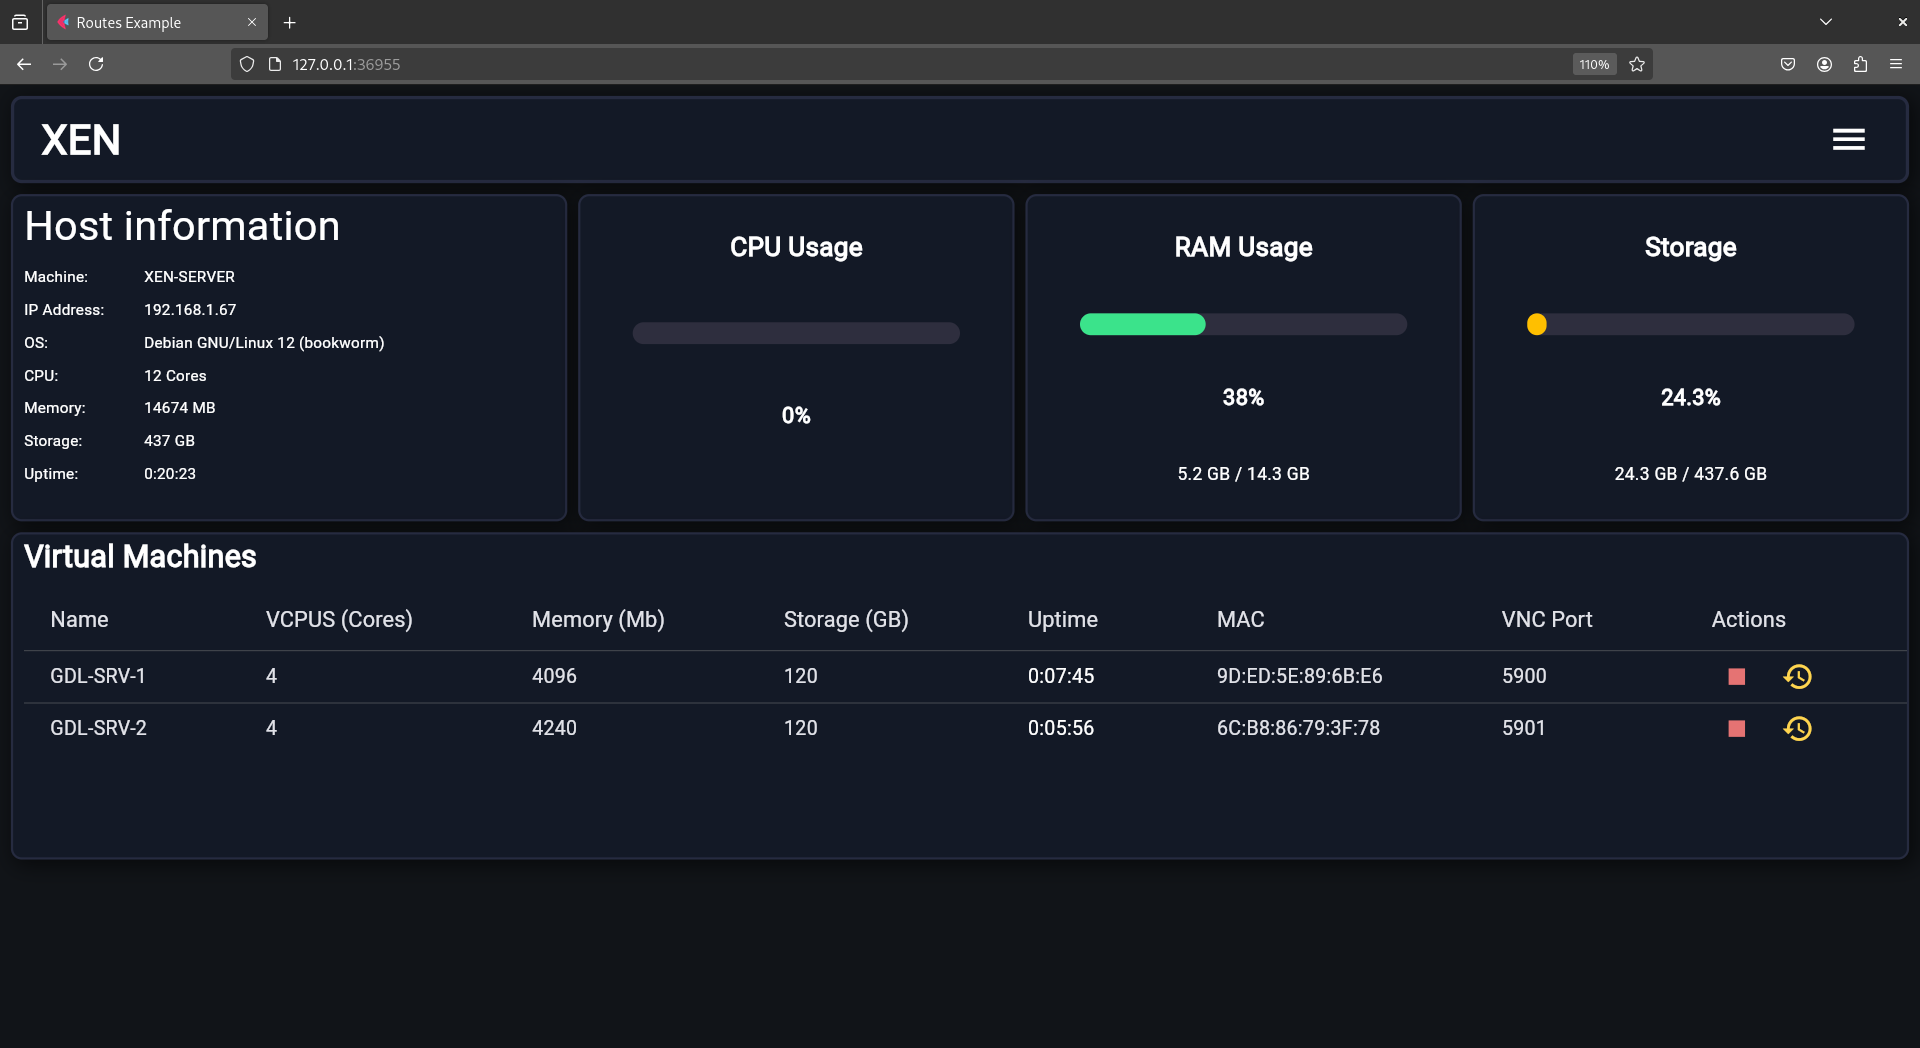 Routes Example
127.0.0.1:36955
110%
XEN
Host information
Machine: XEN-SERVER
IP Address: 192.168.1.67
OS: Debian GNU/Linux 12 (bookworm)
CPU: 12 Cores
Memory: 14674 MB
Storage: 437 GB
Uptime: 0:20:23
CPU Usage
0%
RAM Usage
38%
5.2 GB / 14.3 GB
Storage
24.3%
24.3 GB / 437.6 GB
Virtual Machines
Name VCPUS (Cores) Memory (Mb) Storage (GB) Uptime MAC VNC Port Actions
GDL-SRV-1 4 4096 120 0:07:45 9D:ED:5E:89:6B:E6 5900
GDL-SRV-2 4 4240 120 0:05:56 6C:B8:86:79:3F:78 5901